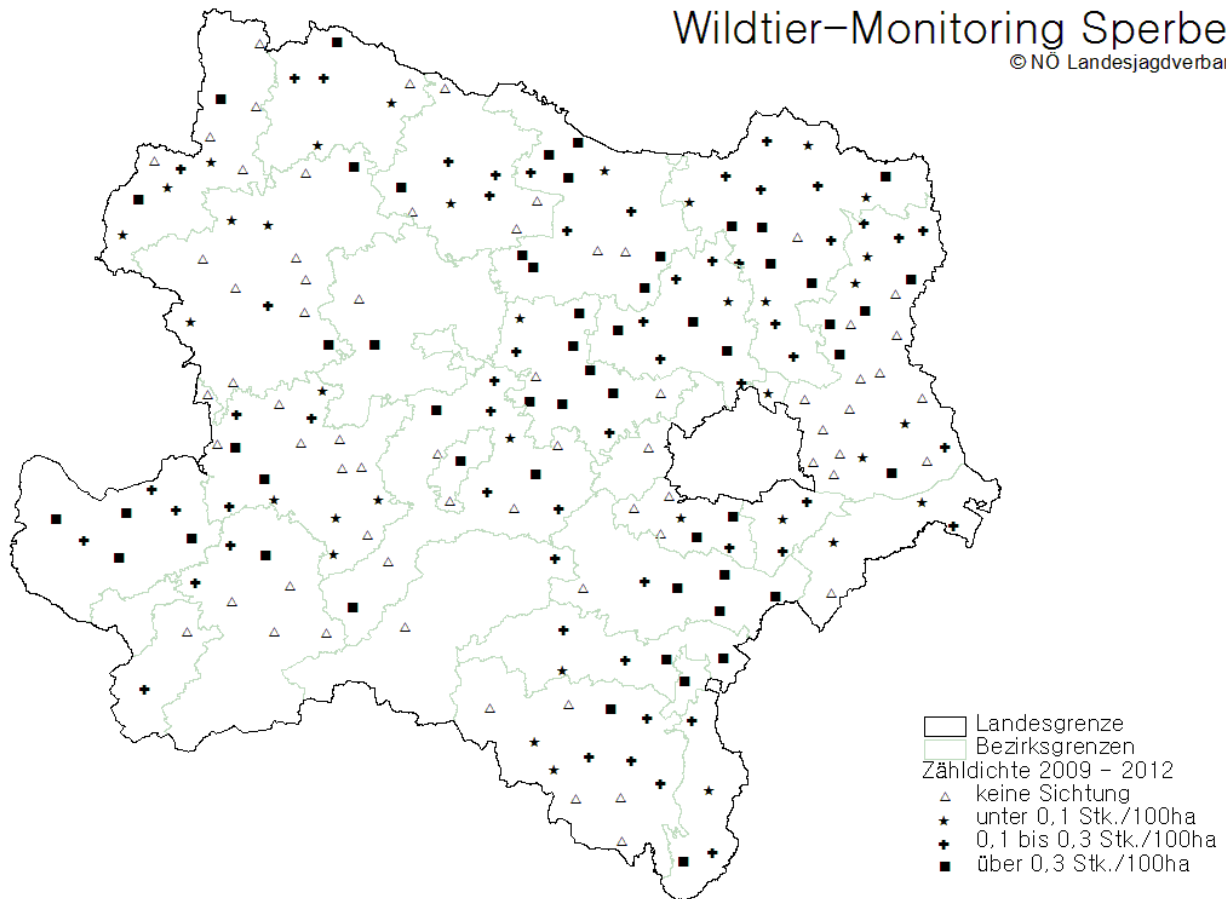 Wildtier-Monitoring Sperbe
© NÖ Landesjagdverban
Landesgrenze
Bezirksgrenzen
Zähldichte 2009 - 2012
keine Sichtung
unter 0,1 Stk./100ha
0,1 bis 0,3 Stk./100ha
über 0,3 Stk./100ha